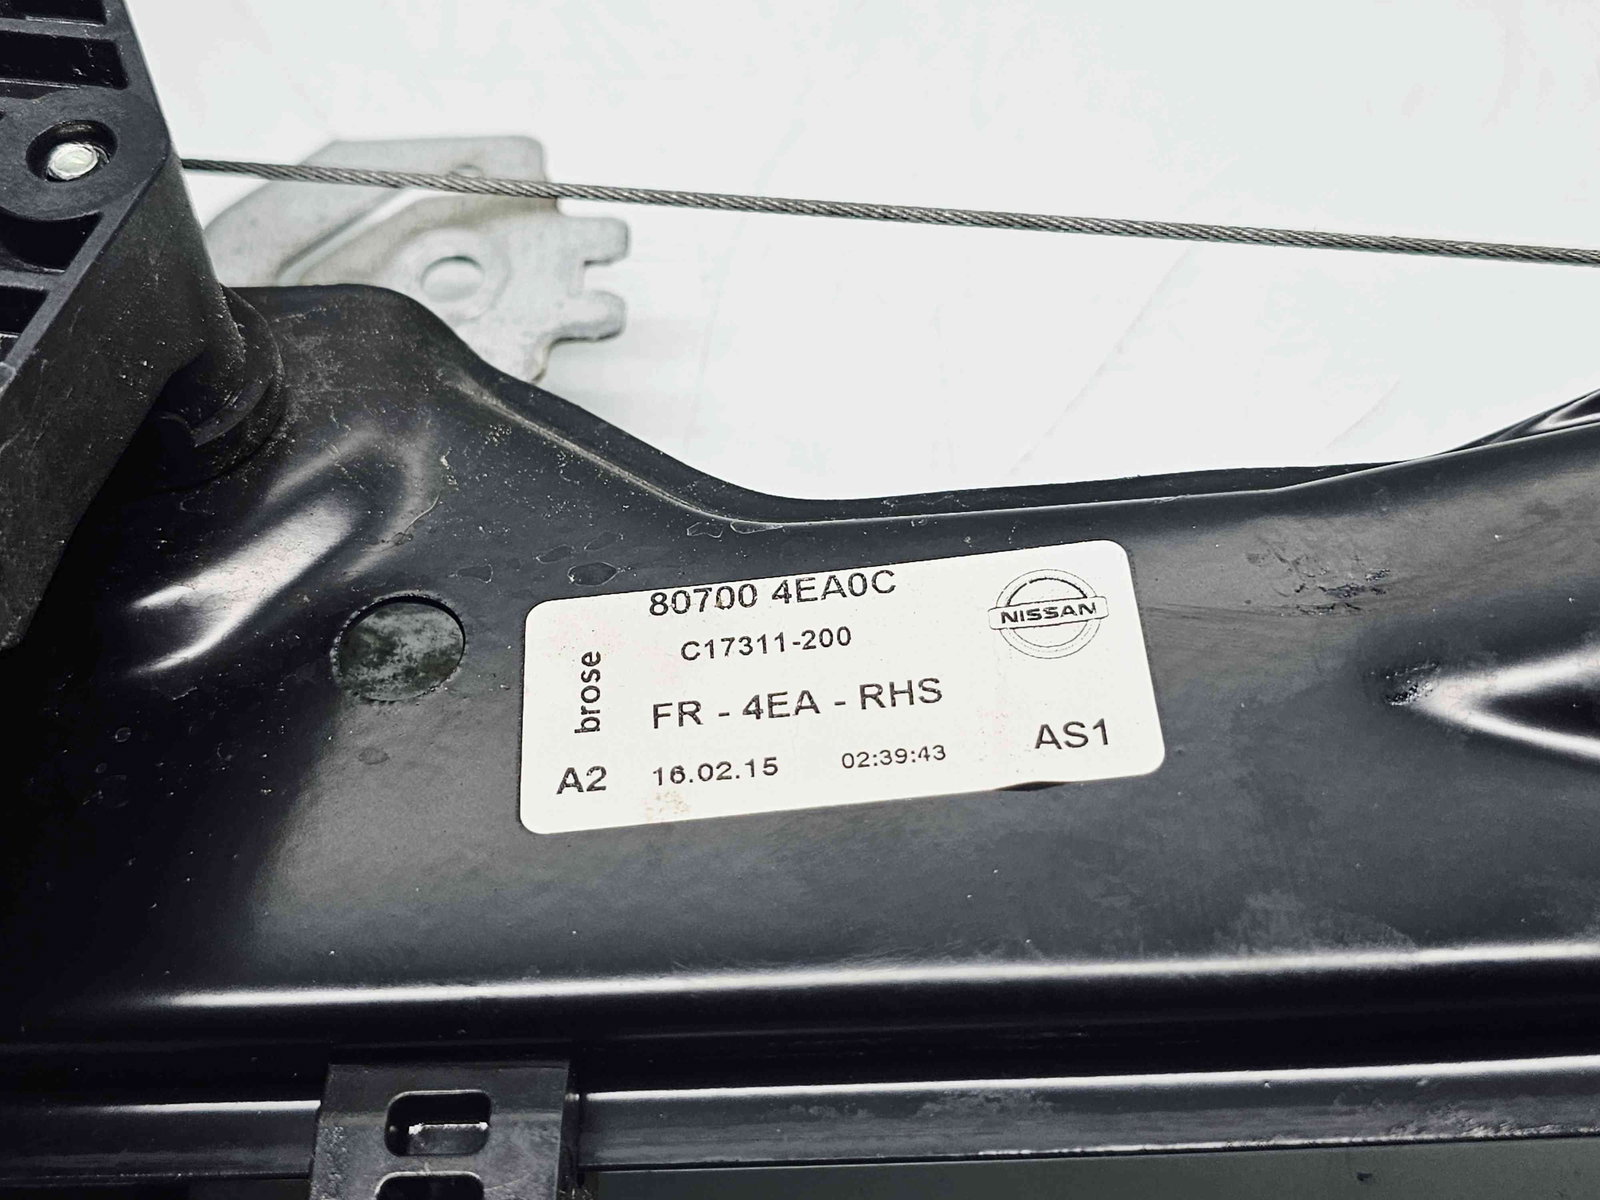 80700 4EA0C
NISSAN
C17311-200
brose
FR - 4EA - RHS
AS1
A2 16.02.15 02:39:43